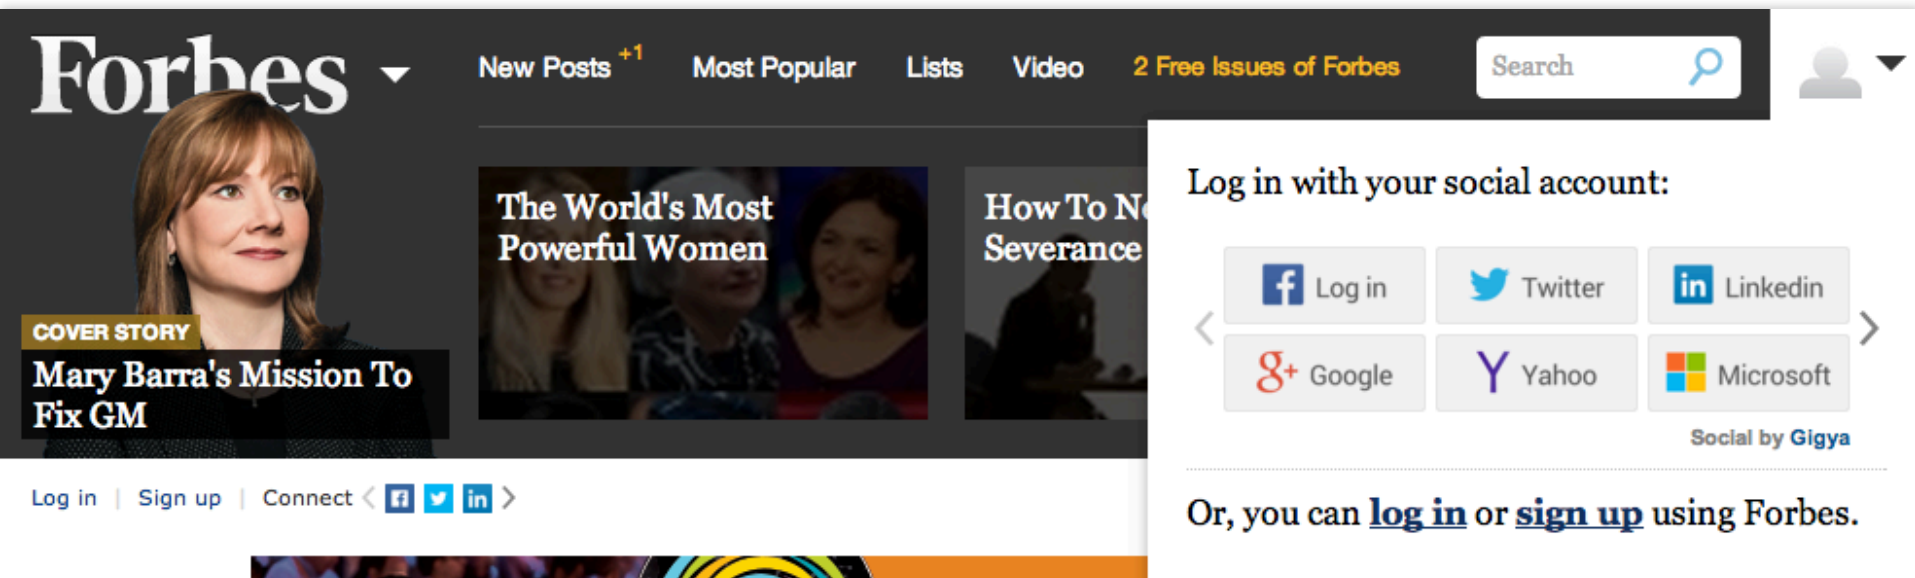 Forbes
New Posts +1
Most Popular
Lists
Video
2 Free Issues of Forbes
Search
COVER STORY
Mary Barra's Mission To
Fix GM
The World's Most
Powerful Women
How To
Severance
Log in with your social account:
f Log in
Twitter
in Linkedin
g+ Google
Y Yahoo
Microsoft
Social by Gigya
Or, you can log in or sign up using Forbes.
Log in | Sign up | Connect f in